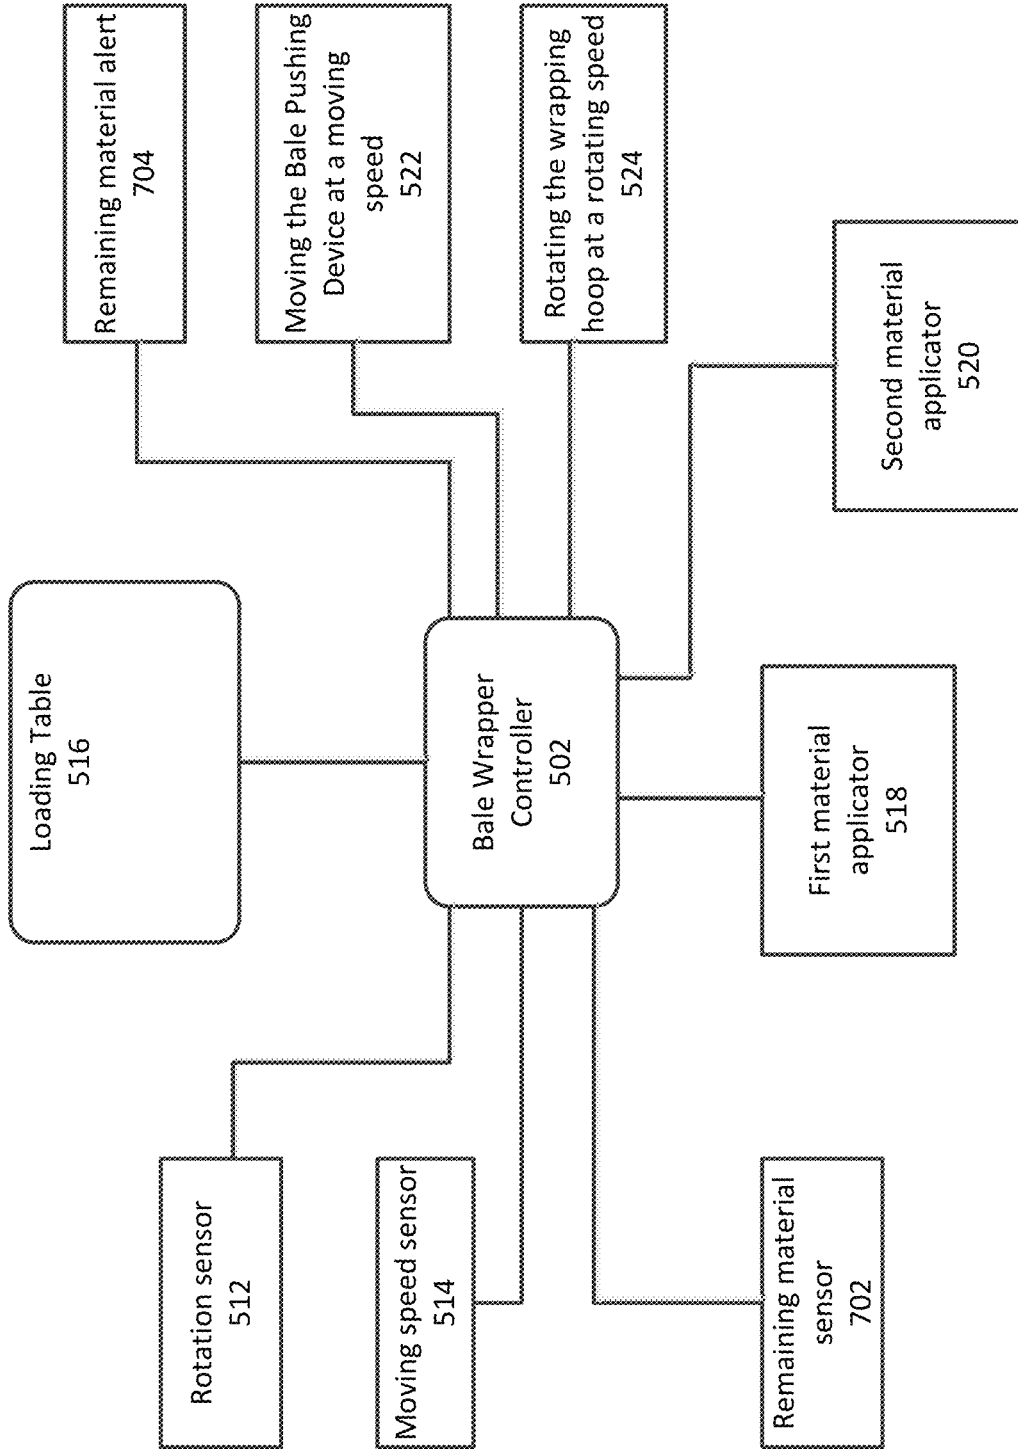 Rotation sensor
512
Moving speed sensor
514
Remaining material
sensor
702
Loading Table
516
Bale Wrapper
Controller
502
First material
applicator
518
Second material
applicator
520
Remaining material alert
704
Moving the Bale Pushing
Device at a moving
speed
522
Rotating the wrapping
hoop at a rotating speed
524